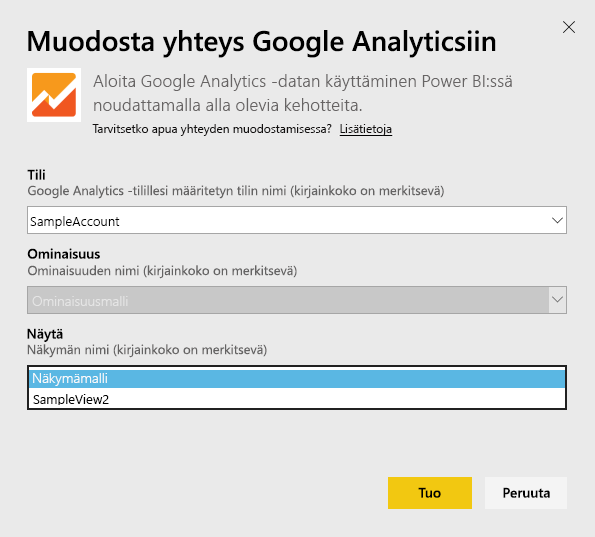 Muodosta yhteys Google Analyticsiin
Aloita Google Analytics -datan käyttäminen Power BI:ssä
noudattamalla alla olevia kehotteita.
Tarvitsetko apua yhteyden muodostamisessa? Lisätietoja
Tili
Google Analytics -tilillesi määritetyn tilin nimi (kirjainkoko on merkitsevä)
SampleAccount
Ominaisuus
Ominaisuuden nimi (kirjainkoko on merkitsevä)
Ominaisuusmalli
Näytä
Näkymän nimi (kirjainkoko on merkitsevä)
Näkymämalli
SampleView2
Tuo Peruuta